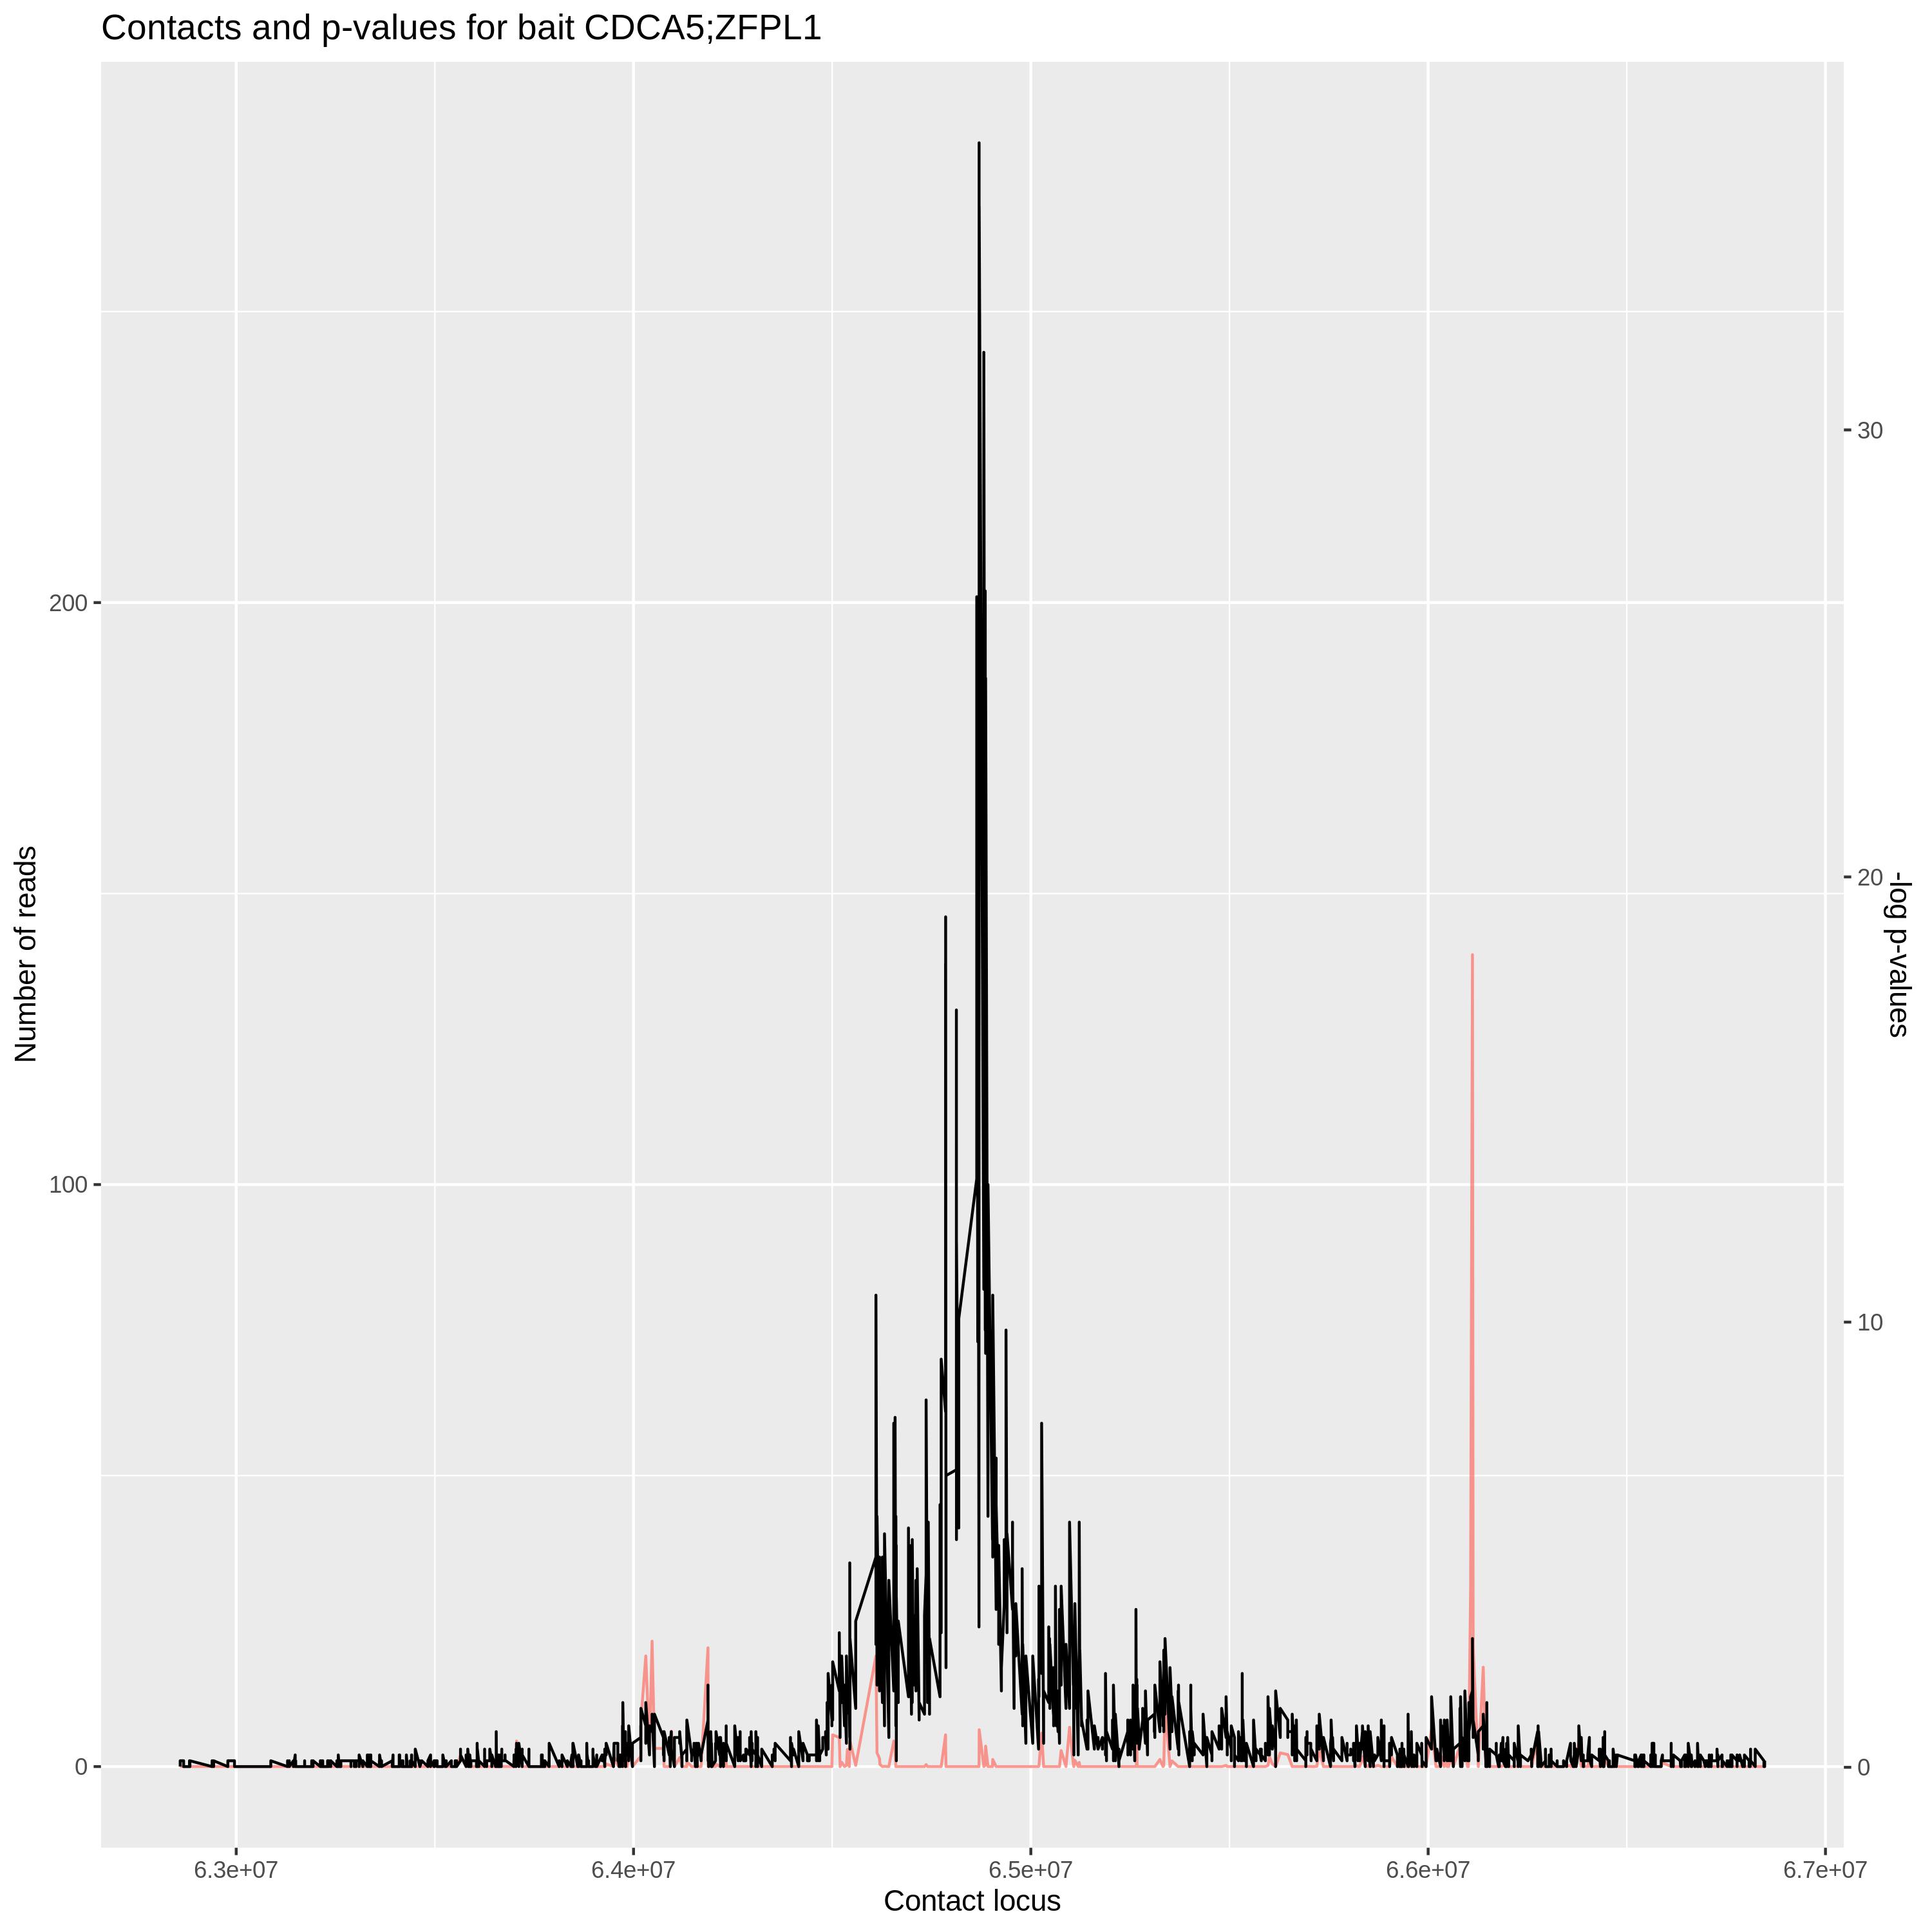 Contacts and p-values for bait CDCA5;ZFPL1
Number of reads
200
100
0
30
20
10
0
-log p-values
6.3e+07
6.4e+07
6.5e+07
6.6e+07
6.7e+07
Contact locus